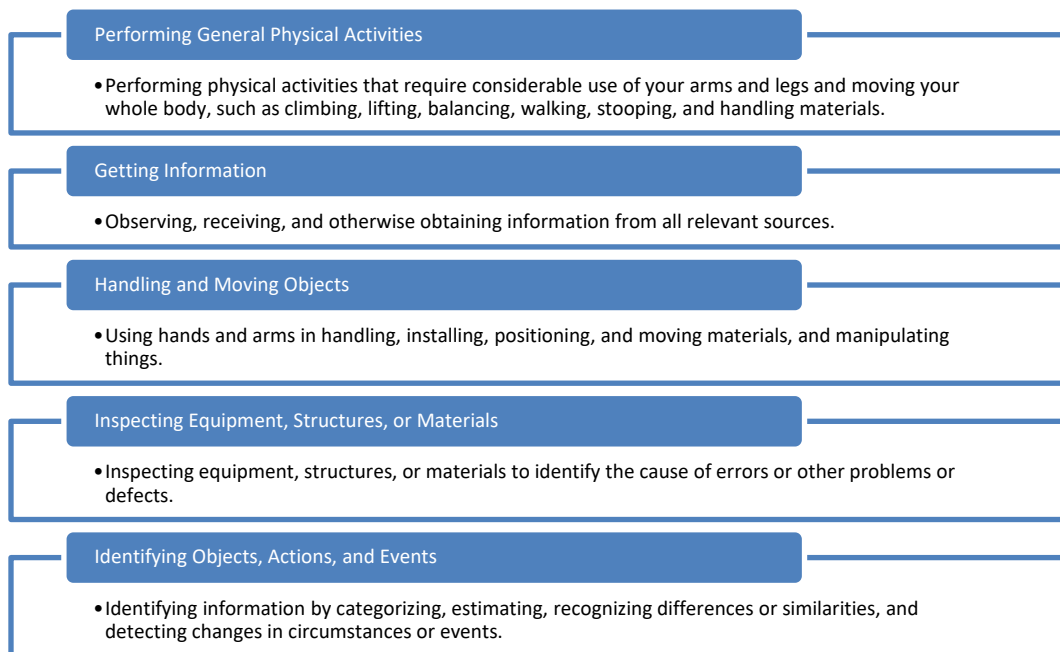 Performing General Physical Activities
•Performing physical activities that require considerable use of your arms and legs and moving your
whole body, such as climbing, lifting, balancing, walking, stooping, and handling materials.
Getting Information
•Observing, receiving, and otherwise obtaining information from all relevant sources.
Handling and Moving Objects
•Using hands and arms in handling, installing, positioning, and moving materials, and manipulating
things.
Inspecting Equipment, Structures, or Materials
•Inspecting equipment, structures, or materials to identify the cause of errors or other problems or
defects.
Identifying Objects, Actions, and Events
•Identifying information by categorizing, estimating, recognizing differences or similarities, and
detecting changes in circumstances or events.